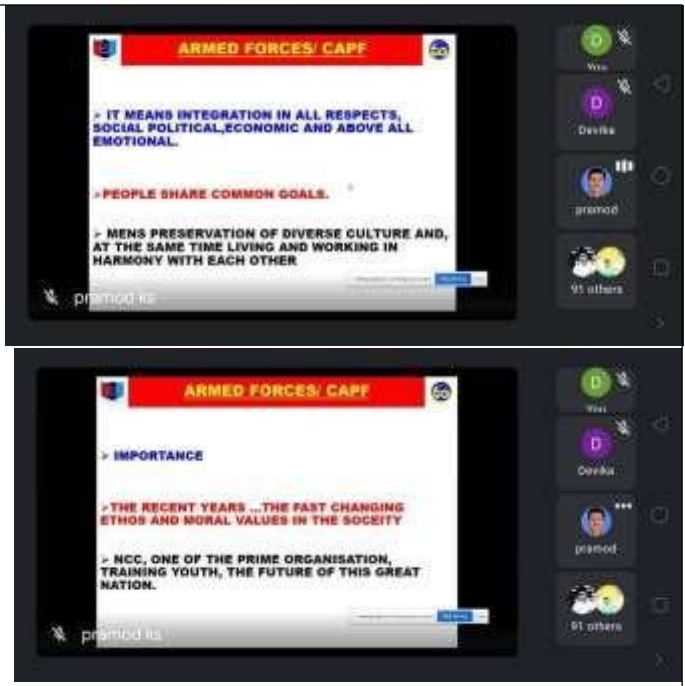 ARMED FORCES/ CAPF
> IT MEANS INTEGRATION IN ALL RESPECTS,
SOCIAL POLITICAL,ECONOMIC AND ABOVE ALL
EMOTIONAL.
>PEOPLE SHARE COMMON GOALS.
> MENS PRESERVATION OF DIVERSE CULTURE AND,
AT THE SAME TIME LIVING AND WORKING IN
HARMONY WITH EACH OTHER
pramod ks
D
You
D
Devika
pramod
91 others
ARMED FORCES/ CAPF
> IMPORTANCE
>THE RECENT YEARS ...THE FAST CHANGING
ETHOS AND MORAL VALUES IN THE SOCEITY
> NCC, ONE OF THE PRIME ORGANISATION,
TRAINING YOUTH, THE FUTURE OF THIS GREAT
NATION.
pramod ks
D
You
D
Devika
pramod
91 others